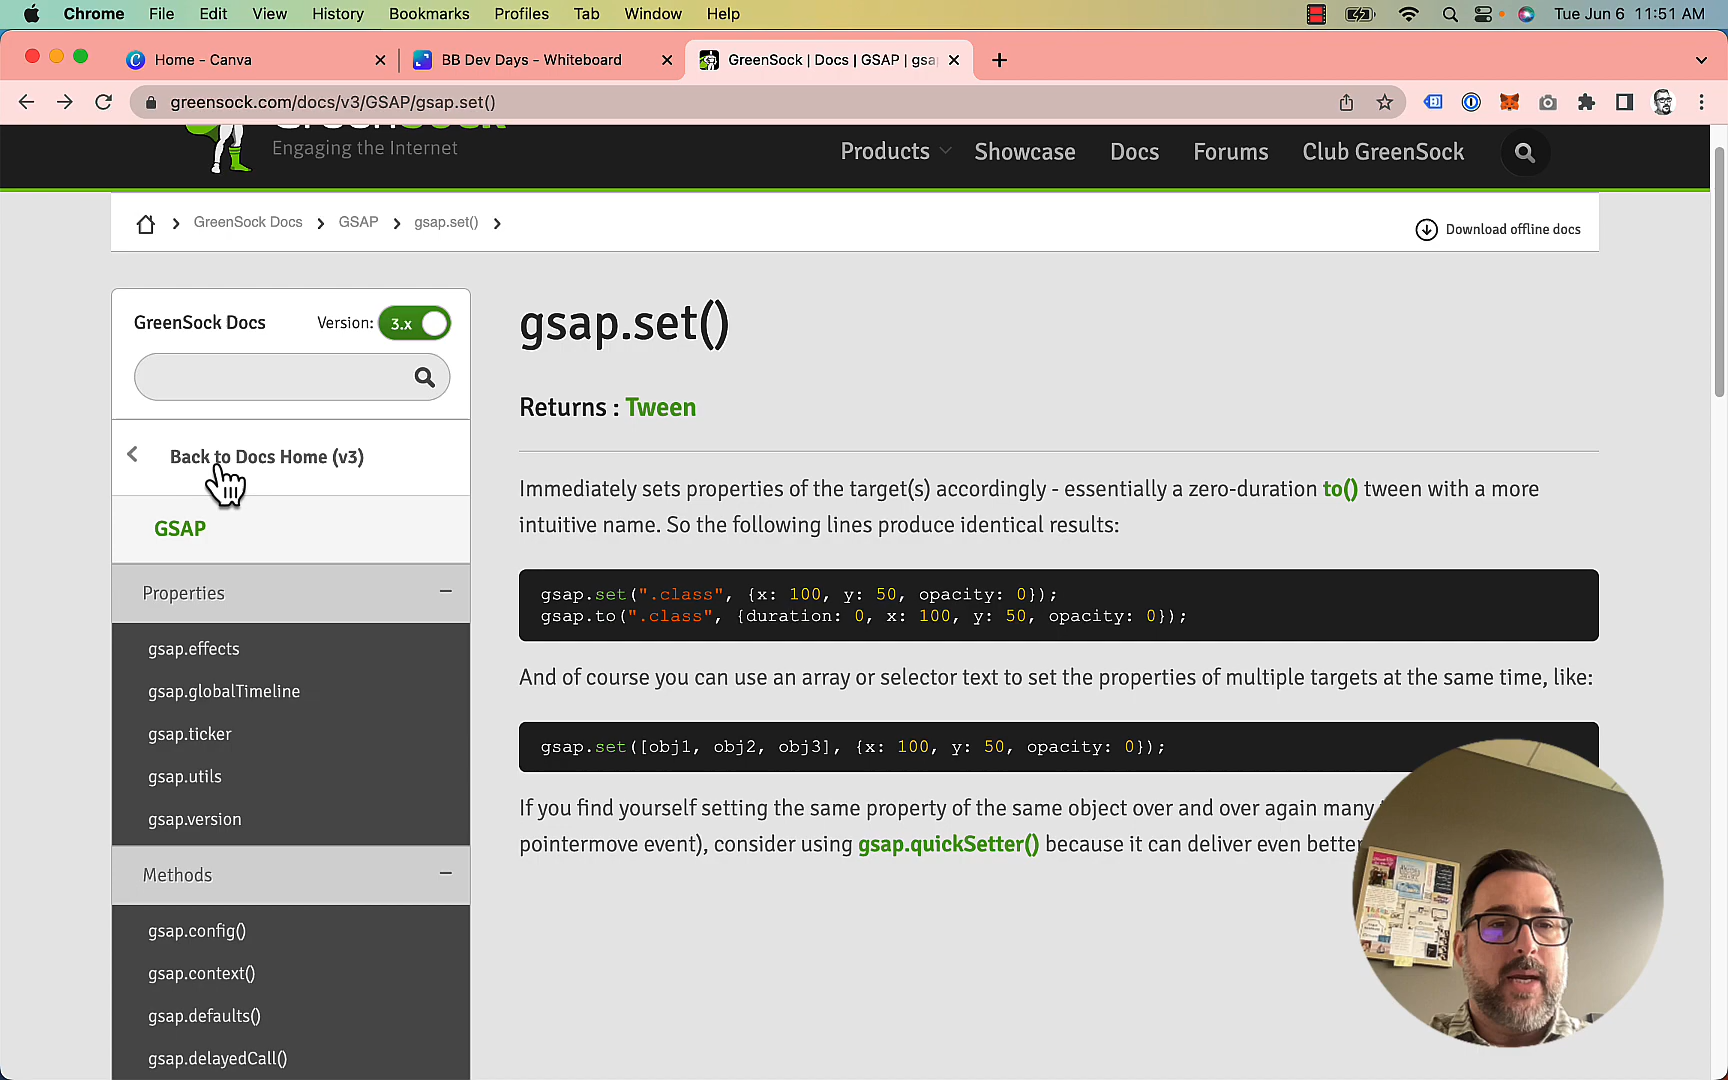 Chrome File Edit View History Bookmarks Profiles Tab Window Help Tue Jun 6 11:51 AM
Home - Canva BB Dev Days - Whiteboard GreenSock | Docs | GSAP | gsa
greensock.com/docs/v3/GSAP/gsap.set()
GreenSock
Engaging the Internet
Products Showcase Docs Forums Club GreenSock
GreenSock Docs GSAP gsap.set() Download offline docs
GreenSock Docs Version: 3.x
Back to Docs Home (v3)
GSAP
Properties
gsap.effects
gsap.globalTimeline
gsap.ticker
gsap.utils
gsap.version
Methods
gsap.config()
gsap.context()
gsap.defaults()
gsap.delayedCall()
gsap.set()
Returns : Tween
Immediately sets properties of the target(s) accordingly - essentially a zero-duration to() tween with a more
intuitive name. So the following lines produce identical results:
gsap.set(".class", {x: 100, y: 50, opacity: 0});
gsap.to(".class", {duration: 0, x: 100, y: 50, opacity: 0});
And of course you can use an array or selector text to set the properties of multiple targets at the same time, like:
gsap.set([obj1, obj2, obj3], {x: 100, y: 50, opacity: 0});
If you find yourself setting the same property of the same object over and over again many
pointermove event), consider using gsap.quickSetter() because it can deliver even better